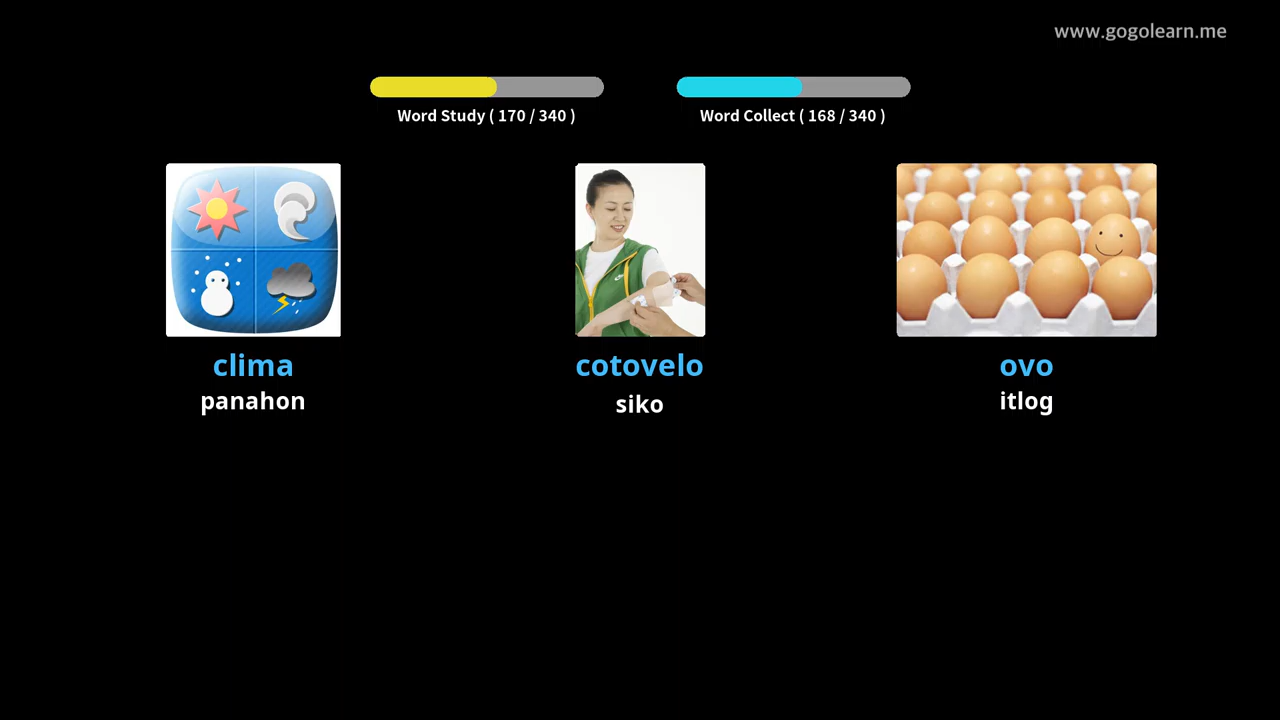 www.gogolearn.me
Word Study ( 170 / 340 )
Word Collect ( 168 / 340 )
clima
panahon
cotovelo
siko
ovo
itlog